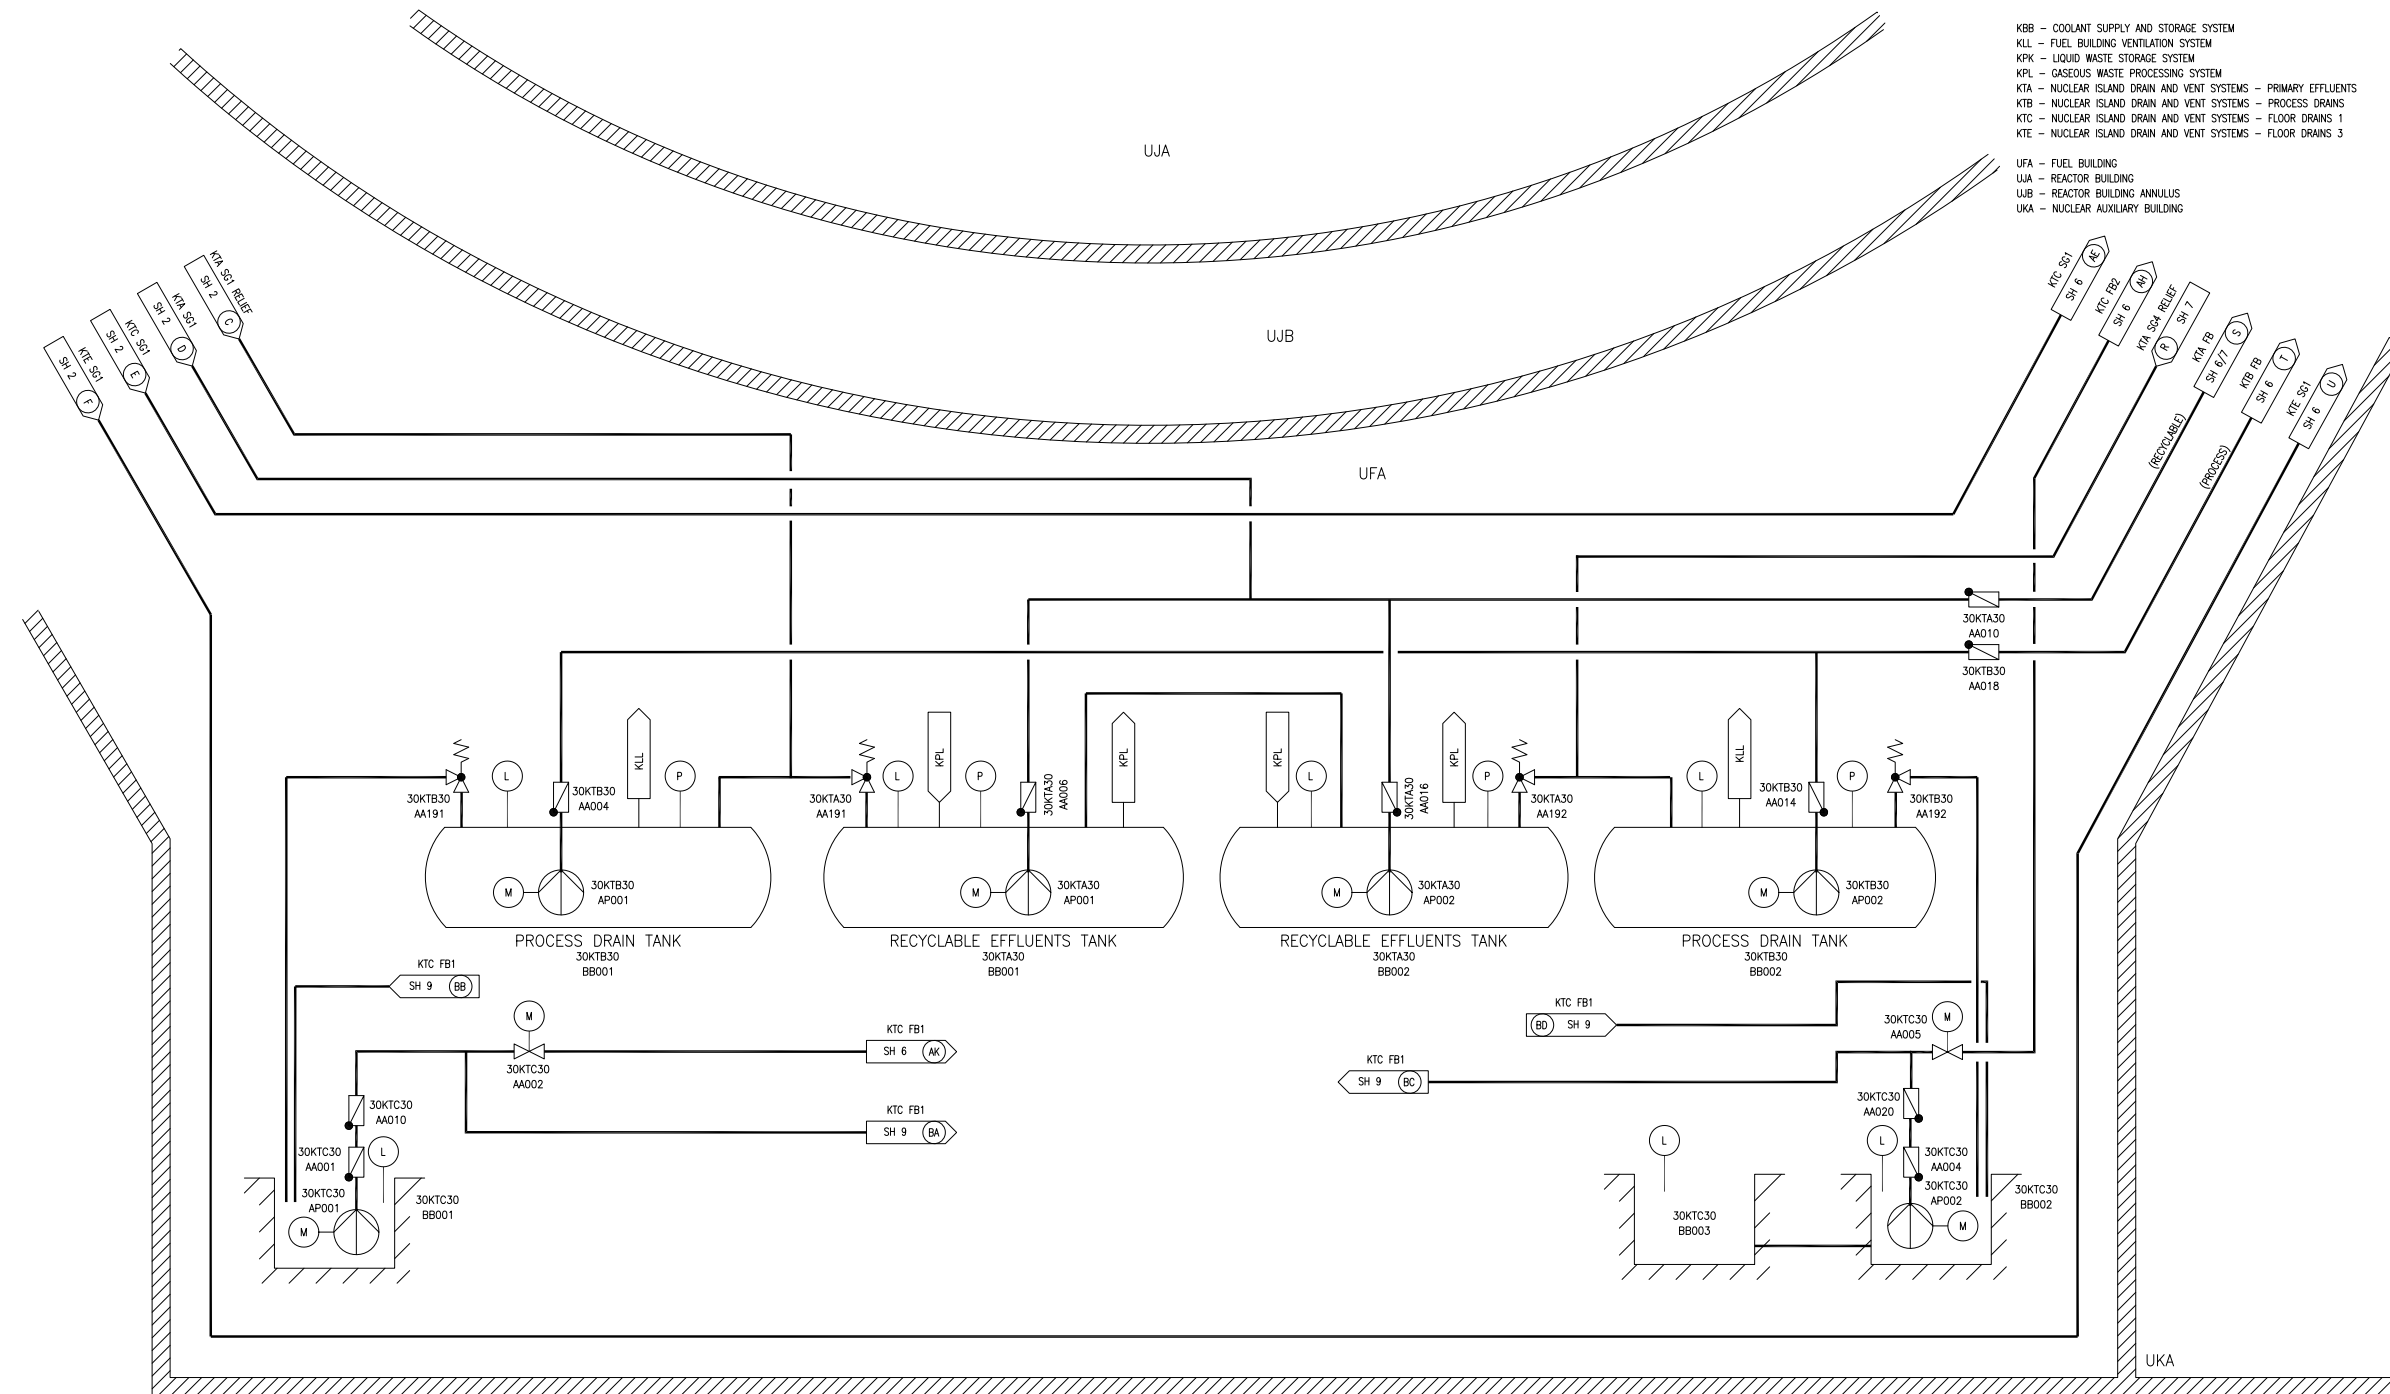 KBB – COOLANT SUPPLY AND STORAGE SYSTEM
KLL – FUEL BUILDING VENTILATION SYSTEM
KPK – LIQUID WASTE STORAGE SYSTEM
KPL – GASEOUS WASTE PROCESSING SYSTEM
KTA – NUCLEAR ISLAND DRAIN AND VENT SYSTEMS – PRIMARY EFFLUENTS
KTB – NUCLEAR ISLAND DRAIN AND VENT SYSTEMS – PROCESS DRAINS
KTC – NUCLEAR ISLAND DRAIN AND VENT SYSTEMS – FLOOR DRAINS 1
KTE – NUCLEAR ISLAND DRAIN AND VENT SYSTEMS – FLOOR DRAINS 3
UFA – FUEL BUILDING
UJA – REACTOR BUILDING
UJB – REACTOR BUILDING ANNULUS
UKA – NUCLEAR AUXILIARY BUILDING
UJA
UJB
UFA
KTE SG1
SH 2 F
KTC SG1
SH 2 E
KTA SG1
SH 2 D
KTA SG1 RELIEF
SH 2 C
KTC SG1
SH 6 AE
KTC FB2
SH 6 AH
KTA SG4 RELIEF
R SH 7
KTA FB
SH 6/7 S
(RECYCLABLE)
KTB FB
SH 6 T
(PROCESS)
KTE SG1
SH 6 U
30KTA30
AA010
30KTB30
AA018
30KTB30
AA191
L
30KTB30
AA004
KLL
P
30KTA30
AA191
L
KPL
P
30KTA30
AA006
KPL
KPL
L
30KTA30
AA016
KPL
P
30KTA30
AA192
L
KLL
30KTB30
AA014
P
30KTB30
AA192
M
30KTB30
AP001
M
30KTA30
AP001
M
30KTA30
AP002
M
30KTB30
AP002
PROCESS DRAIN TANK
30KTB30
BB001
RECYCLABLE EFFLUENTS TANK
30KTA30
BB001
RECYCLABLE EFFLUENTS TANK
30KTA30
BB002
PROCESS DRAIN TANK
30KTB30
BB002
KTC FB1
SH 9 BB
M
30KTC30
AA002
KTC FB1
SH 6 AK
KTC FB1
SH 9 BA
30KTC30
AA010
30KTC30
AA001
L
30KTC30
AP001
M
30KTC30
BB001
KTC FB1
BD SH 9
KTC FB1
SH 9 BC
30KTC30
AA005
M
30KTC30
AA020
L
L
30KTC30
AA004
30KTC30
AP002
M
30KTC30
BB002
30KTC30
BB003
UKA